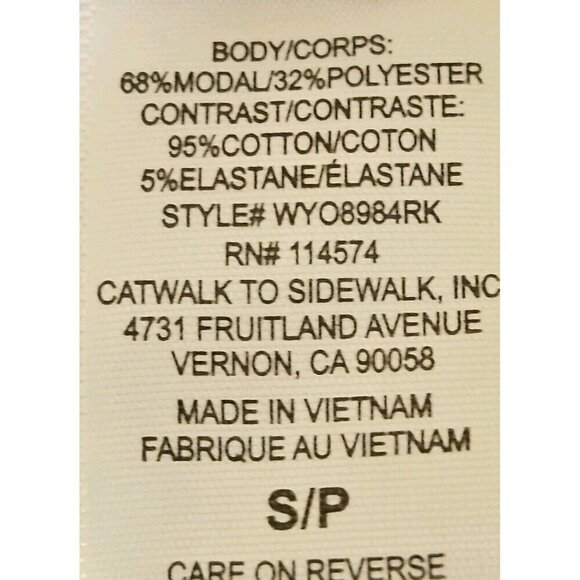 BODY/CORPS:
68%MODAL/32%POLYESTER
CONTRAST/CONTRASTE:
95%COTTON/COTON
5%ELASTANE/ÉLASTANE
STYLE# WYO8984RK
RN# 114574
CATWALK TO SIDEWALK, INC
4731 FRUITLAND AVENUE
VERNON, CA 90058
MADE IN VIETNAM
FABRIQUE AU VIETNAM
S/P
CARE ON REVERSE